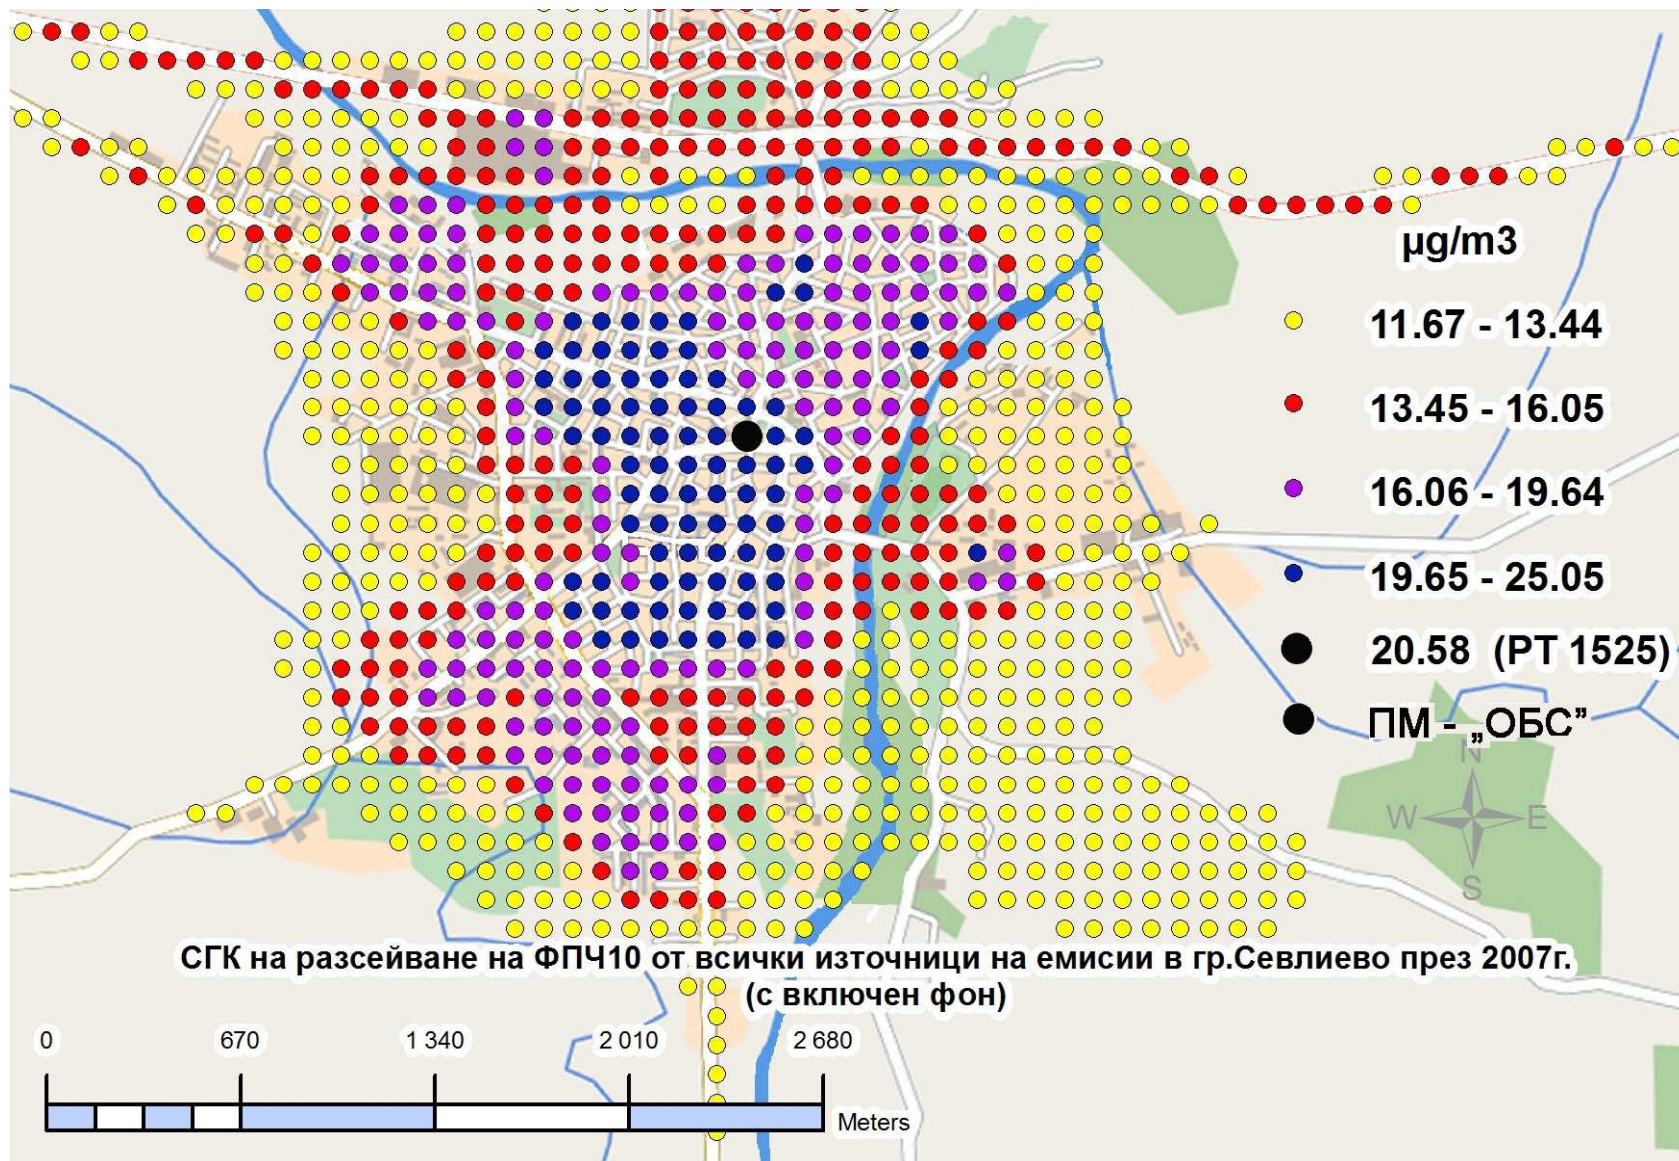 µg/m3
11.67 - 13.44
13.45 - 16.05
16.06 - 19.64
19.65 - 25.05
20.58 (РТ 1525)
ПМ - „ОБС”
N
W E
S
СГК на разсейване на ФПЧ10 от всички източници на емисии в гр.Севлиево през 2007г.
(с включен фон)
0 670 1 340 2 010 2 680
Meters